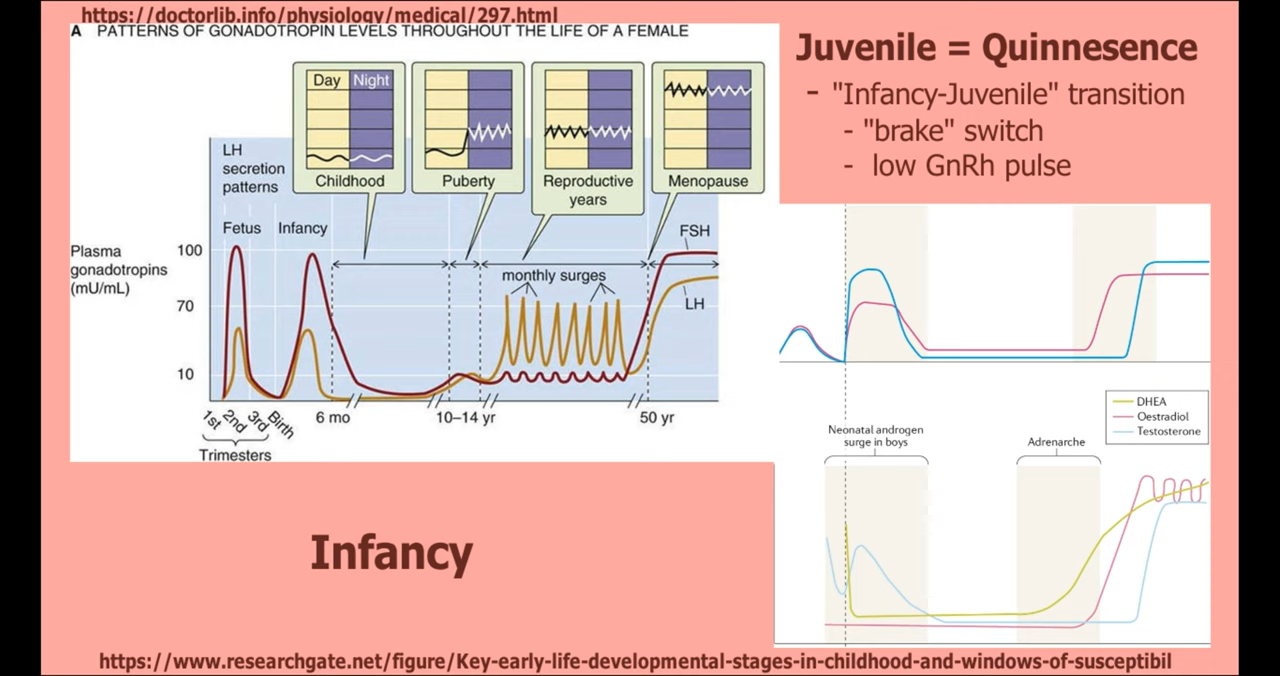 https://doctorlib.info/physiology/medical/297.html
A PATTERNS OF GONADOTROPIN LEVELS THROUGHOUT THE LIFE OF A FEMALE
Day Night
LH
secretion
patterns
Childhood
Puberty
Reproductive
years
Menopause
Fetus
Infancy
FSH
Plasma
gonadotropins
(mU/mL)
100
70
10
monthly surges
LH
1st
2nd
3rd
Birth
6 mo
10–14 yr
50 yr
Trimesters
Juvenile = Quinnesence
- "Infancy-Juvenile" transition
- "brake" switch
- low GnRh pulse
DHEA
Oestradiol
Testosterone
Neonatal androgen
surge in boys
Adrenarche
Infancy
https://www.researchgate.net/figure/Key-early-life-developmental-stages-in-childhood-and-windows-of-susceptibil